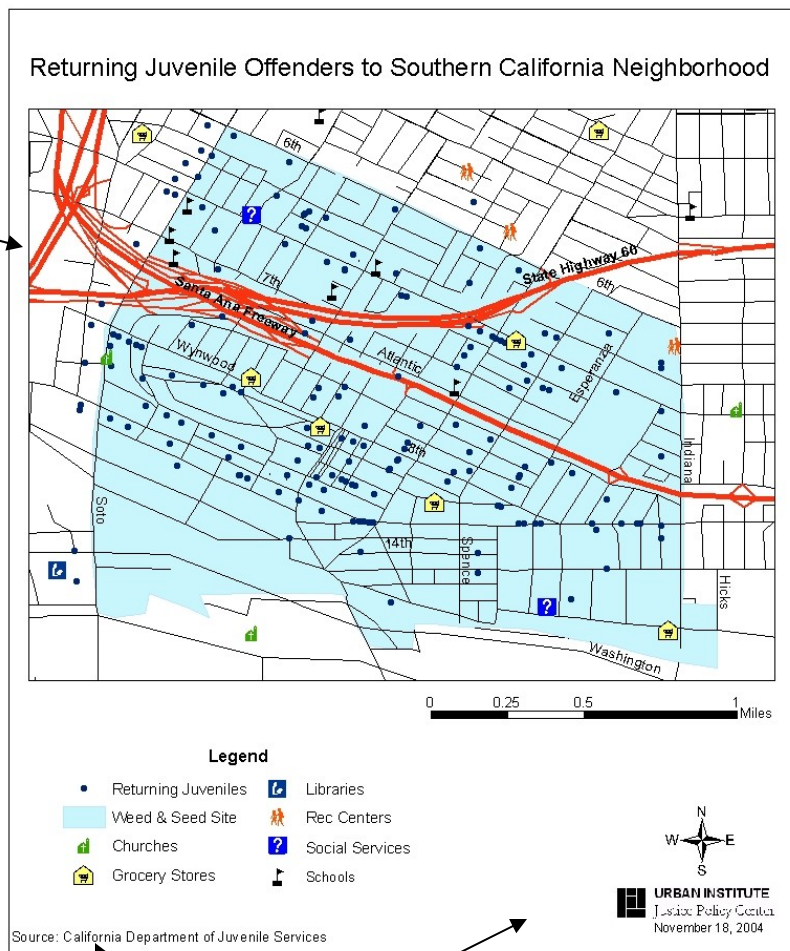 Returning Juvenile Offenders to Southern California Neighborhood
6th
State Highway 60
6th
7th
Santa Ana Freeway
Wynwood
Atlantic
Esperanza
8th
Indiana
Soto
14th
Spence
Hicks
Washington
0 0.25 0.5 1
Miles
Legend
Returning Juveniles
Libraries
Weed & Seed Site
Rec Centers
Churches
Social Services
Grocery Stores
Schools
N
W E
S
URBAN INSTITUTE
Justice Policy Center
November 18, 2004
Source: California Department of Juvenile Services